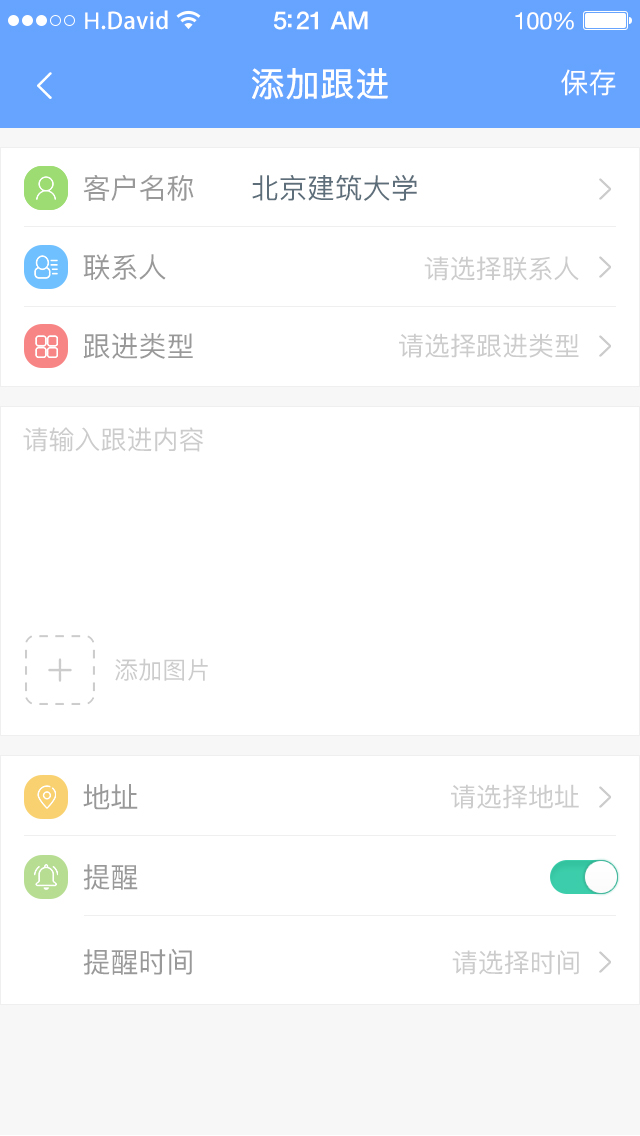 H.David 5:21 AM 100%
添加跟进 保存
客户名称 北京建筑大学
联系人 请选择联系人
跟进类型 请选择跟进类型
请输入跟进内容
添加图片
地址 请选择地址
提醒
提醒时间 请选择时间